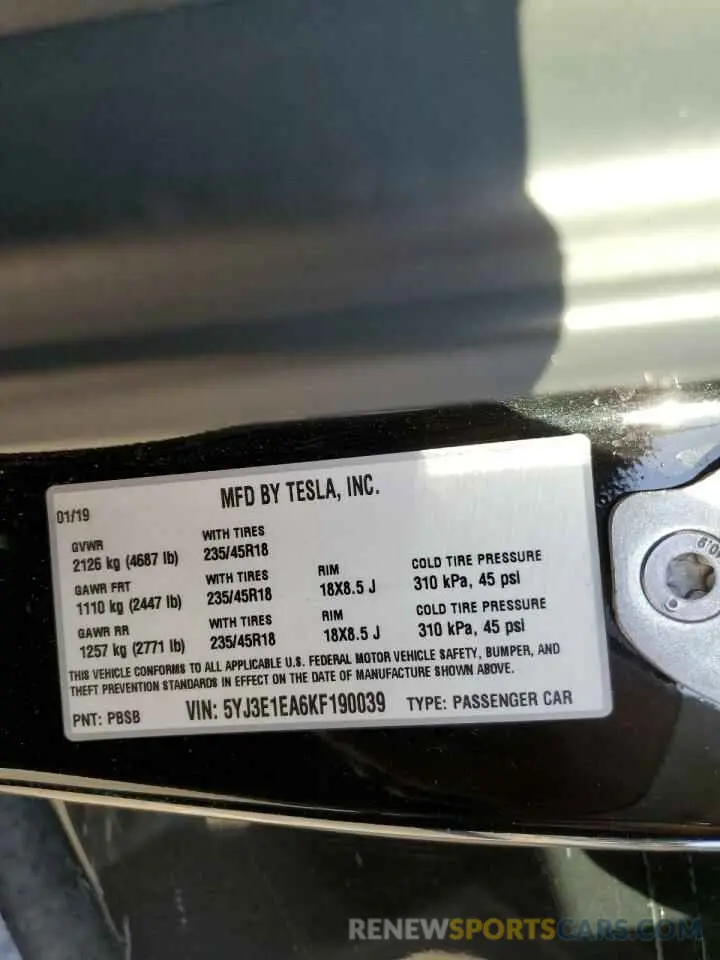 MFD BY TESLA, INC.
01/19
GVWR WITH TIRES
2126 kg (4687 lb) 235/45R18
GAWR FRT WITH TIRES RIM COLD TIRE PRESSURE
1110 kg (2447 lb) 235/45R18 18X8.5 J 310 kPa, 45 psi
GAWR RR WITH TIRES RIM COLD TIRE PRESSURE
1257 kg (2771 lb) 235/45R18 18X8.5 J 310 kPa, 45 psi
THIS VEHICLE CONFORMS TO ALL APPLICABLE U.S. FEDERAL MOTOR VEHICLE SAFETY, BUMPER, AND
THEFT PREVENTION STANDARDS IN EFFECT ON THE DATE OF MANUFACTURE SHOWN ABOVE.
PNT: PBSB VIN: 5YJ3E1EA6KF190039 TYPE: PASSENGER CAR
RENEWSPORTSCARS.COM